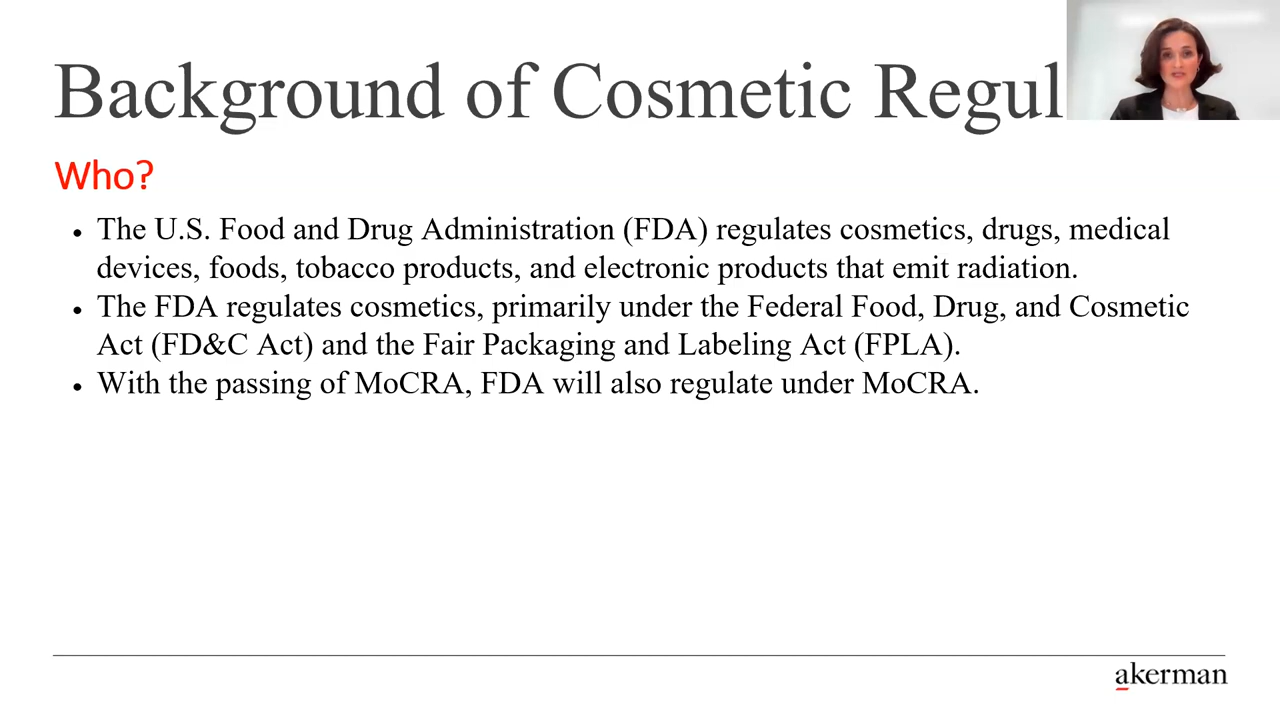 Background of Cosmetic Regul
Who?
• The U.S. Food and Drug Administration (FDA) regulates cosmetics, drugs, medical
devices, foods, tobacco products, and electronic products that emit radiation.
• The FDA regulates cosmetics, primarily under the Federal Food, Drug, and Cosmetic
Act (FD&C Act) and the Fair Packaging and Labeling Act (FPLA).
• With the passing of MoCRA, FDA will also regulate under MoCRA.
akerman